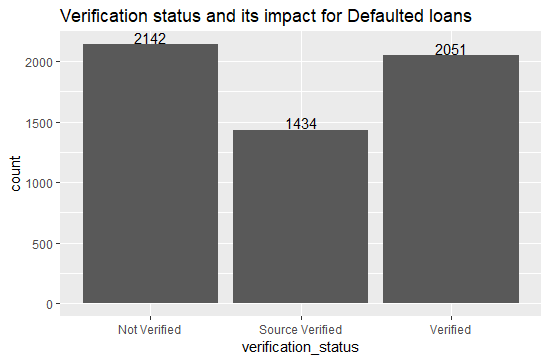 Verification status and its impact for Defaulted loans
2142
2051
1434
2000
1500
1000
500
0
count
Not Verified
Source Verified
Verified
verification_status